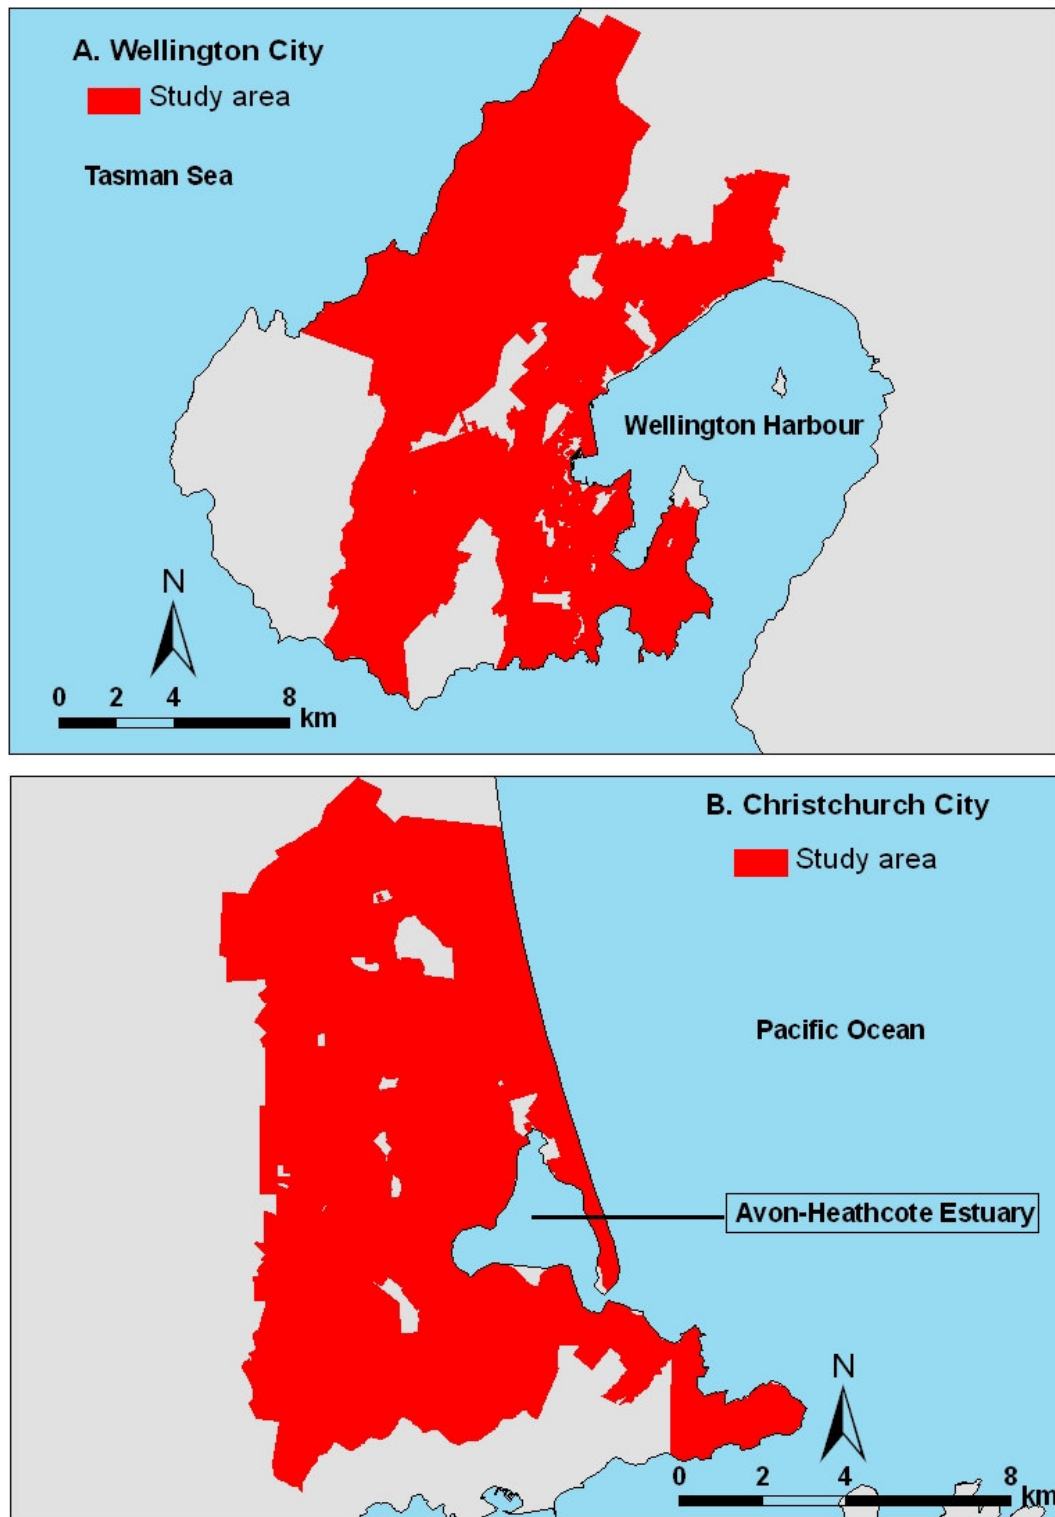 A. Wellington City
Study area
Tasman Sea
Wellington Harbour
N
0 2 4 8
km
B. Christchurch City
Study area
Pacific Ocean
Avon-Heathcote Estuary
N
0 2 4 8
km